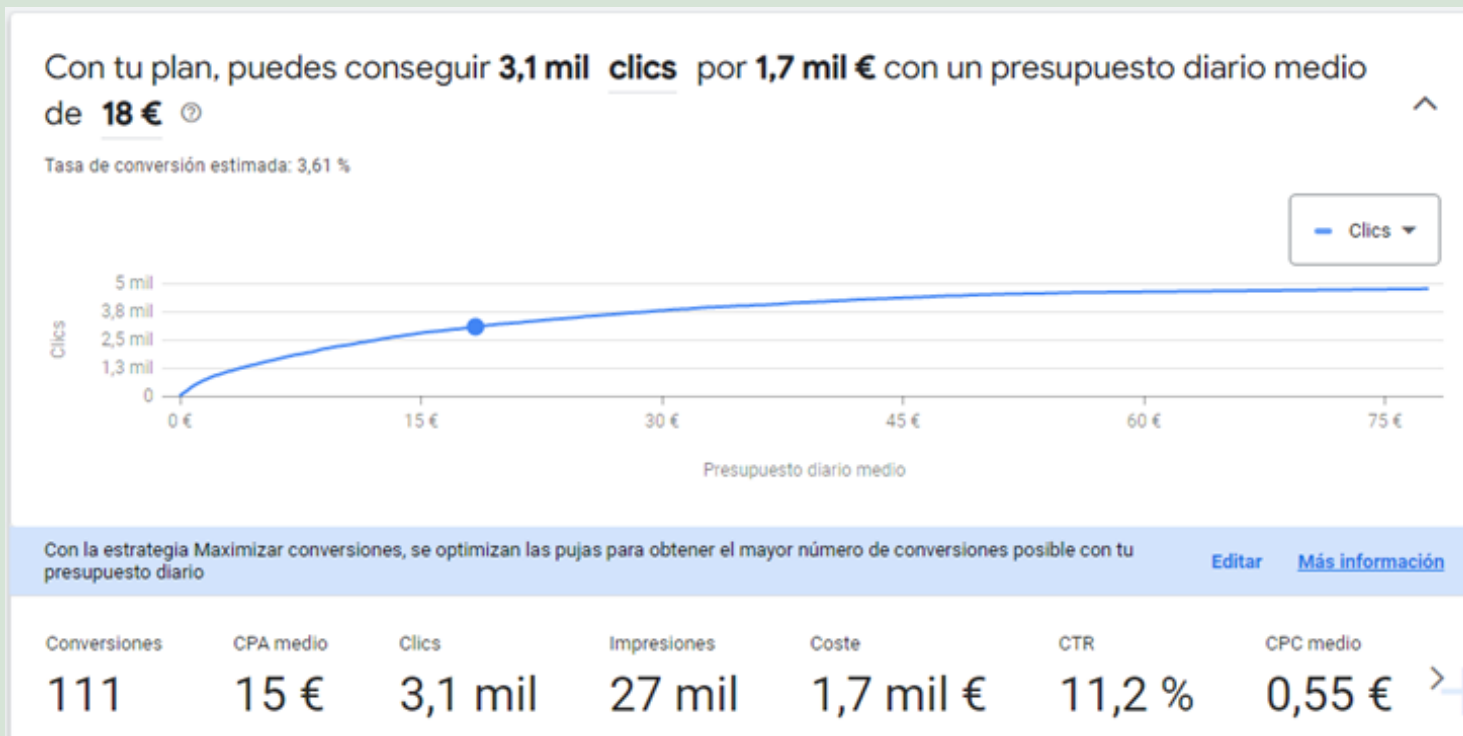 Con tu plan, puedes conseguir 3,1 mil clics por 1,7 mil € con un presupuesto diario medio
de 18 €
Tasa de conversión estimada: 3,61 %
Clics
5 mil
3,8 mil
2,5 mil
1,3 mil
0
Clics
0 €
15 €
30 €
45 €
60 €
75 €
Presupuesto diario medio
Con la estrategia Maximizar conversiones, se optimizan las pujas para obtener el mayor número de conversiones posible con tu
presupuesto diario
Editar
Más información
Conversiones
CPA medio
Clics
Impresiones
Coste
CTR
CPC medio
111
15 €
3,1 mil
27 mil
1,7 mil €
11,2 %
0,55 €